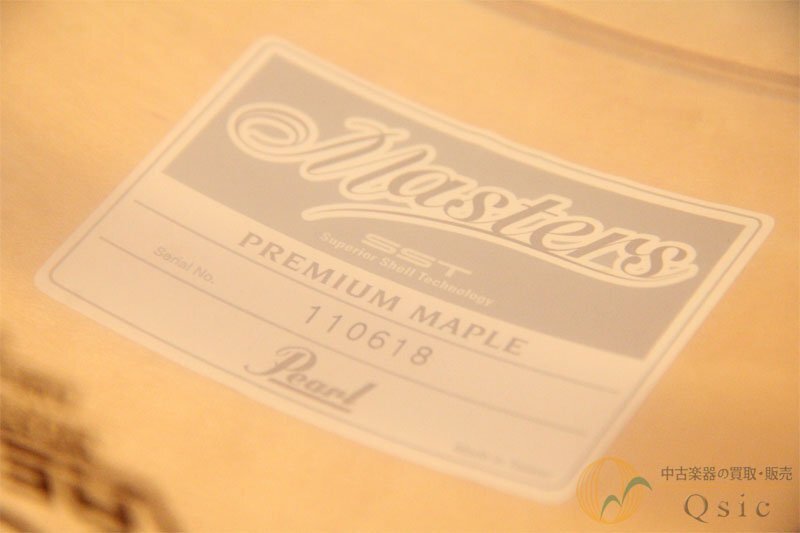 Masters
SST
Superior Shell Technology
PREMIUM MAPLE
Serial No.
110618
Pearl
Made in Taiwan
中古楽器の買取・販売
Qsic